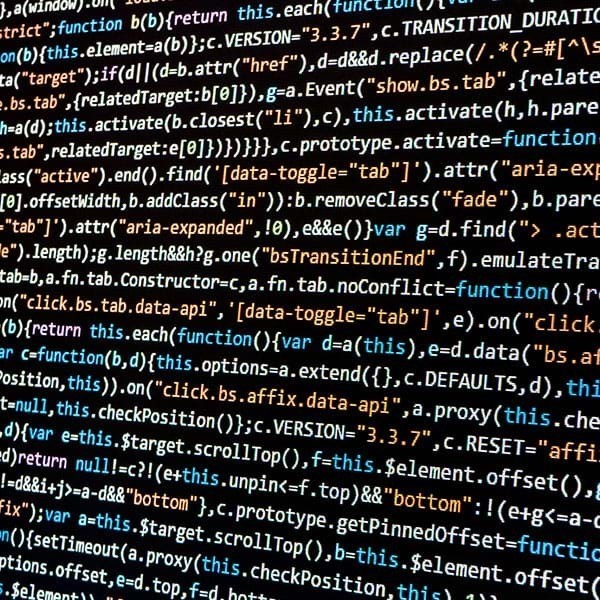 },a(window).on("
strict";function b(b){return this.each(function(){var
on(b){this.element=a(b)};c.VERSION="3.3.7",c.TRANSITION_DURATIO
ta("target");if(d||(d=b.attr("href"),d=d&&d.replace(/.*(?=#[^\s
e.bs.tab",{relatedTarget:b[0]}),g=a.Event("show.bs.tab",{relate
h=a(d);this.activate(b.closest("li"),c),this.activate(h,h.pare
s.tab",relatedTarget:e[0]})})}}},c.prototype.activate=function
lass("active").end().find('[data-toggle="tab"]').attr("aria-exp
[0].offsetWidth,b.addClass("in")):b.removeClass("fade"),b.pare
="tab"]').attr("aria-expanded",!0),e&&e()}var g=d.find("> .act
de").length);g.length&&h?g.one("bsTransitionEnd",f).emulateTra
tab=b,a.fn.tab.Constructor=c,a.fn.tab.noConflict=function(){re
on("click.bs.tab.data-api",'[data-toggle="tab"]',e).on("click.
(b){return this.each(function(){var d=a(this),e=d.data("bs.af
ar c=function(b,d){this.options=a.extend({},c.DEFAULTS,d),thi
Position,this)).on("click.bs.affix.data-api",a.proxy(this.che
t=null,this.checkPosition()};c.VERSION="3.3.7",c.RESET="affi
,d){var e=this.$target.scrollTop(),f=this.$element.offset(),g
ed)return null!=c?!(e+this.unpin<=f.top)&&"bottom":!(e+g<=a-d
!=d&&i+j>=a-d&&"bottom"},c.prototype.getPinnedOffset=functio
fix");var a=this.$target.scrollTop(),b=this.$element.offset(
on(){setTimeout(a.proxy(this.checkPosition,this),1)}
ptions.offset,e=d.top,f=d.bottom
s.$element))